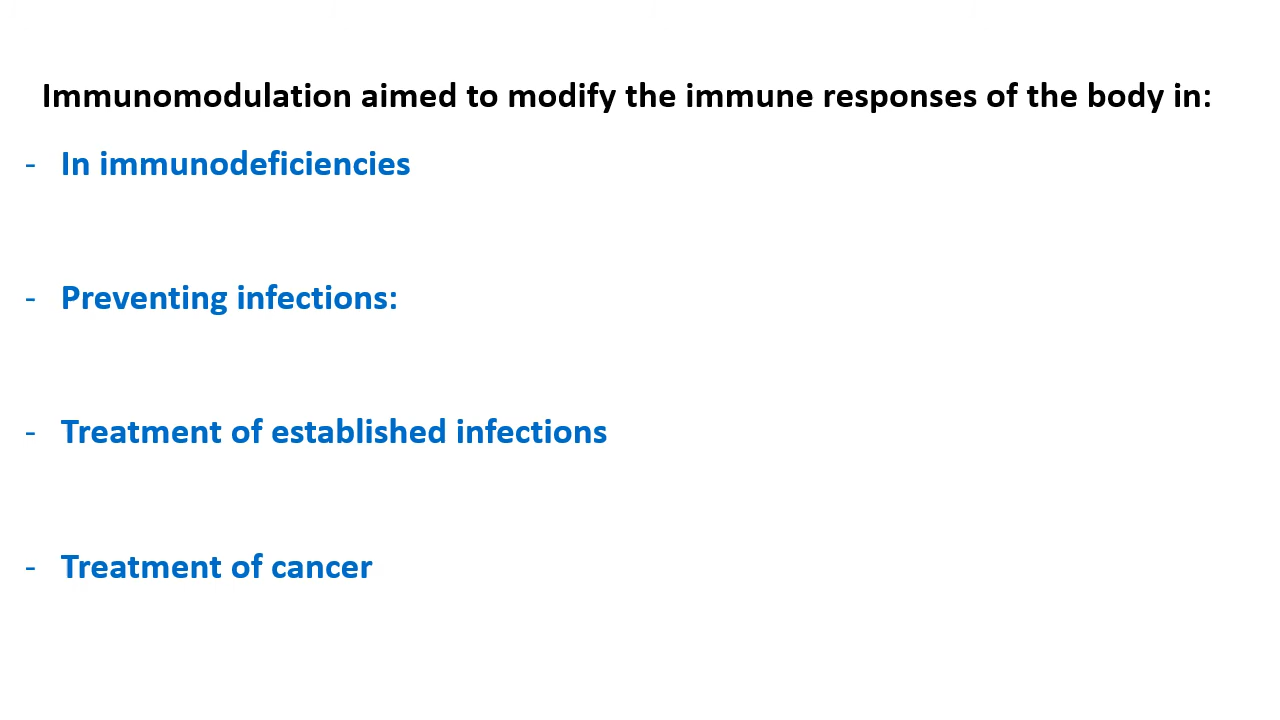 Immunomodulation aimed to modify the immune responses of the body in:
- In immunodeficiencies
- Preventing infections:
- Treatment of established infections
- Treatment of cancer